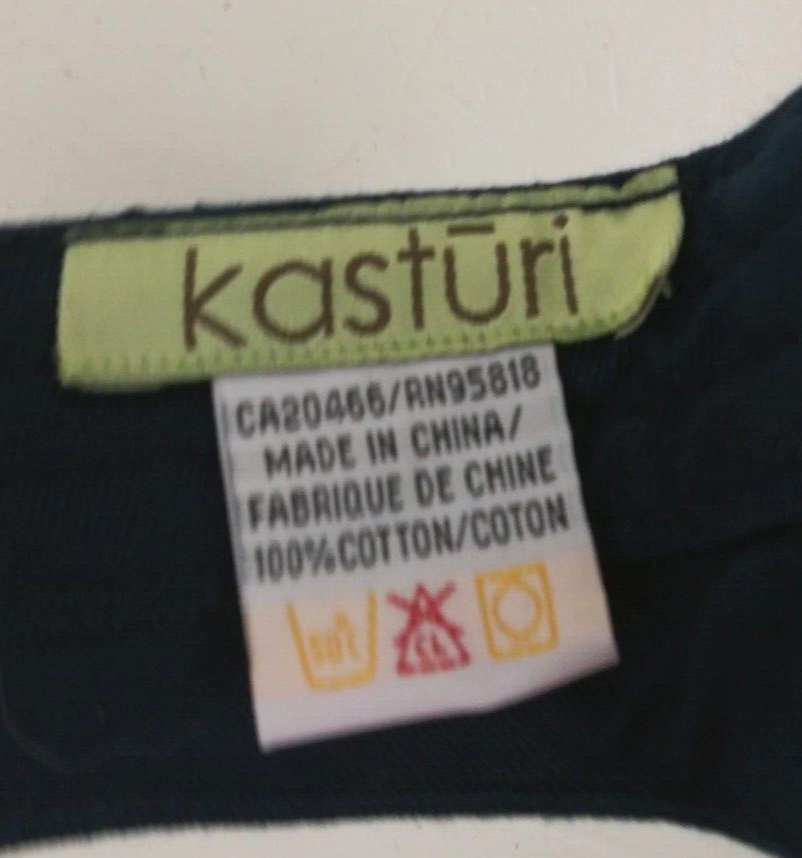 kastūri
CA20466/RN95818
MADE IN CHINA/
FABRIQUE DE CHINE
100%COTTON/COTON